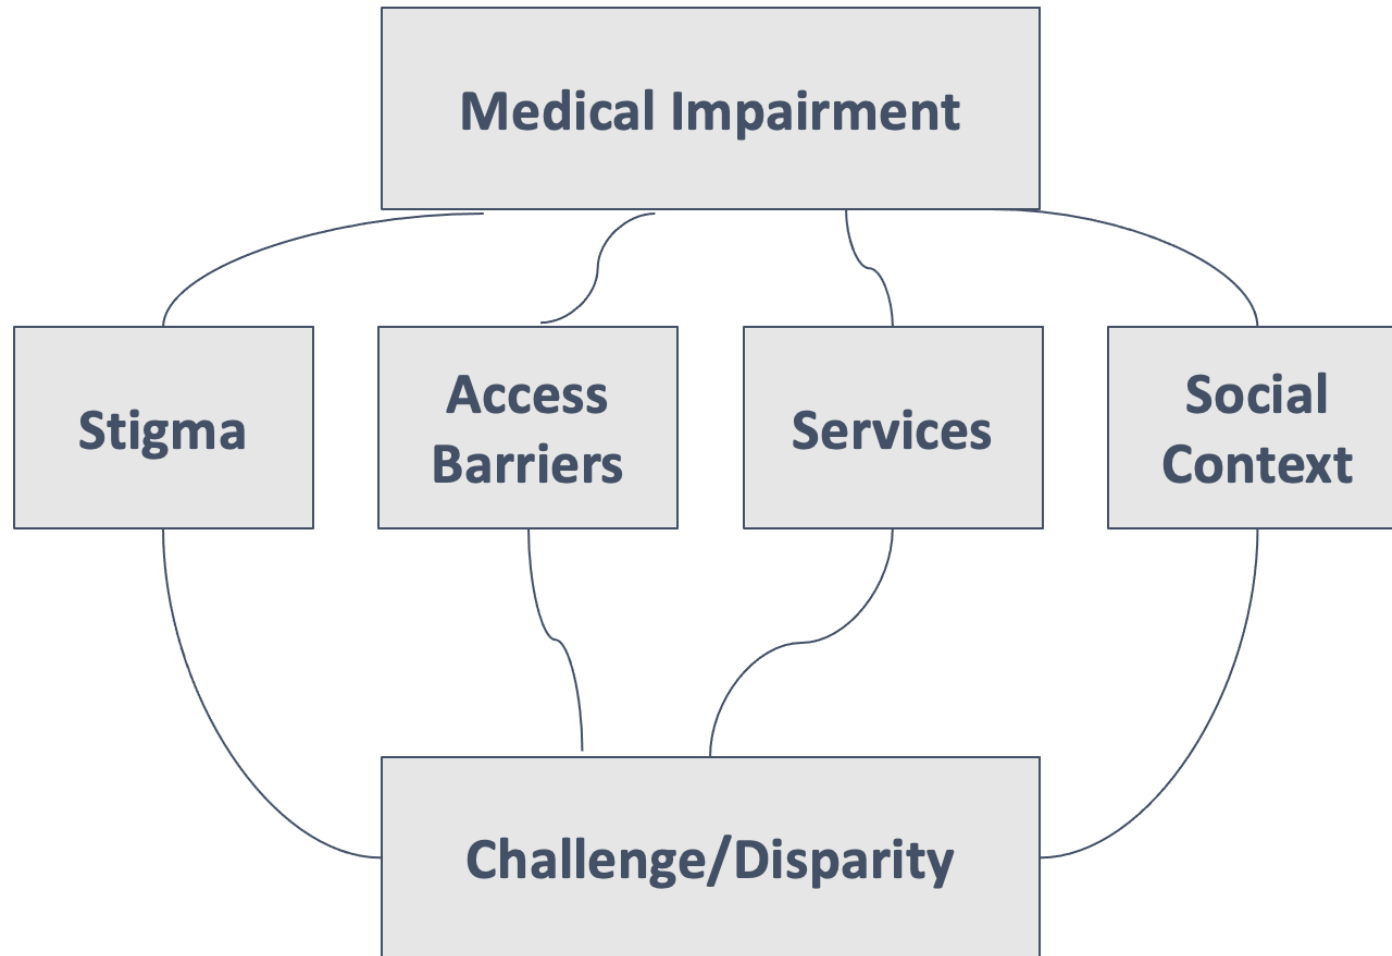 Medical Impairment
Stigma
Access
Barriers
Services
Social
Context
Challenge/Disparity